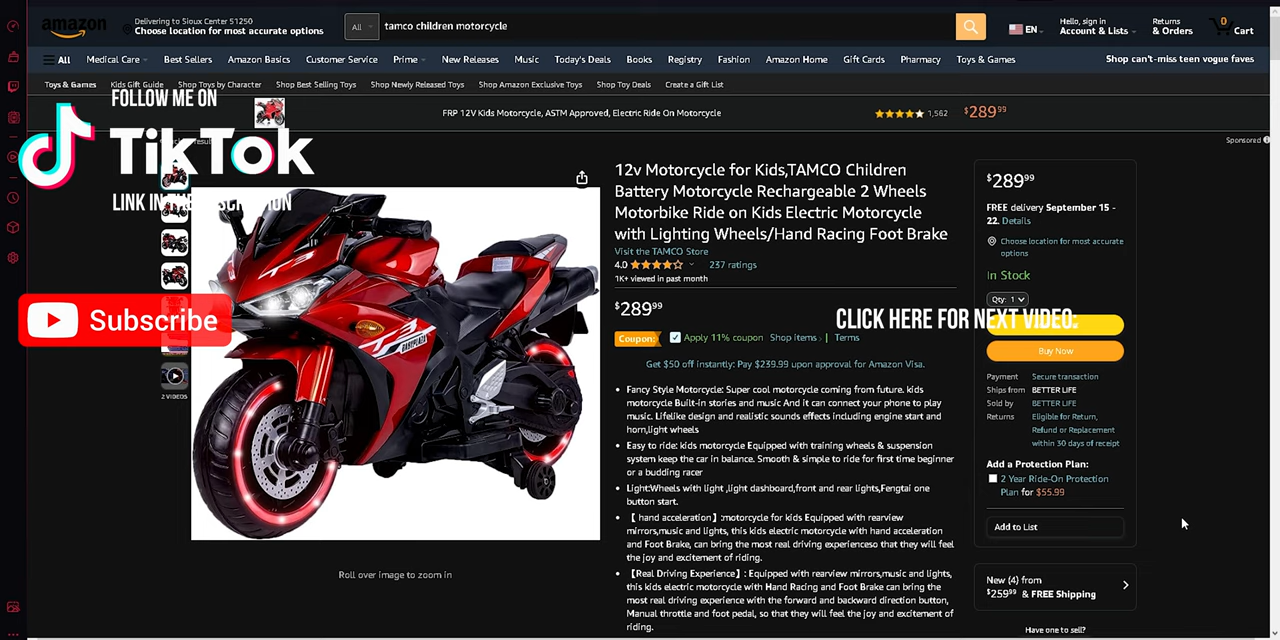 amazon
Delivering to Sioux Center 51250
Choose location for most accurate options
All
tamco children motorcycle
EN
Hello, sign in
Account & Lists
Returns
& Orders
0
Cart
All
Medical Care
Best Sellers
Amazon Basics
Customer Service
Prime
New Releases
Music
Today's Deals
Books
Registry
Fashion
Amazon Home
Gift Cards
Pharmacy
Toys & Games
Shop can't-miss teen vogue faves
Toys & Games
Kids Gift Guide
Shop Toys by Character
Shop Best Selling Toys
Shop Newly Released Toys
Shop Amazon Exclusive Toys
Shop Toy Deals
Create a Gift List
FOLLOW ME ON
TikTok
LINK IN THE DESCRIPTION
FRP 12V Kids Motorcycle, ASTM Approved, Electric Ride On Motorcycle
1,562
$289.99
Sponsored
12v Motorcycle for Kids,TAMCO Children
Battery Motorcycle Rechargeable 2 Wheels
Motorbike Ride on Kids Electric Motorcycle
with Lighting Wheels/Hand Racing Foot Brake
Visit the TAMCO Store
4.0
237 ratings
1K+ viewed in past month
$289.99
Coupon:
Apply 11% coupon
Shop items
Terms
Get $50 off instantly: Pay $239.99 upon approval for Amazon Visa.
• Fancy Style Motorcycle: Super cool motorcycle coming from future. kids
motorcycle Built-in stories and music And it can connect your phone to play
music. Lifelike design and realistic sounds effects including engine start and
horn,light wheels
• Easy to ride: kids motorcycle Equipped with training wheels & suspension
system keep the car in balance. Smooth & simple to ride for first time beginner
or a budding racer
• Light:Wheels with light ,light dashboard,front and rear lights,Fengtai one
button start.
• 【 hand acceleration】:motorcycle for kids Equipped with rearview
mirrors,music and lights, this kids electric motorcycle with hand acceleration
and Foot Brake, can bring the most real driving experienceso that they will feel
the joy and excitement of riding.
• 【Real Driving Experience】: Equipped with rearview mirrors,music and lights,
this kids electric motorcycle with Hand Racing and Foot Brake can bring the
most real driving experience with the forward and backward direction button,
Manual throttle and foot pedal, so that they will feel the joy and excitement of
riding.
Subscribe
2 VIDEOS
Roll over image to zoom in
CLICK HERE FOR NEXT VIDEO:
$289.99
FREE delivery September 15 -
22. Details
Choose location for most accurate
options
In Stock
Qty: 1
Buy Now
Payment Secure transaction
Ships from BETTER LIFE
Sold by BETTER LIFE
Returns Eligible for Return,
Refund or Replacement
within 30 days of receipt
Add a Protection Plan:
2 Year Ride-On Protection
Plan for $55.99
Add to List
New (4) from
$259.99 & FREE Shipping
Have one to sell?